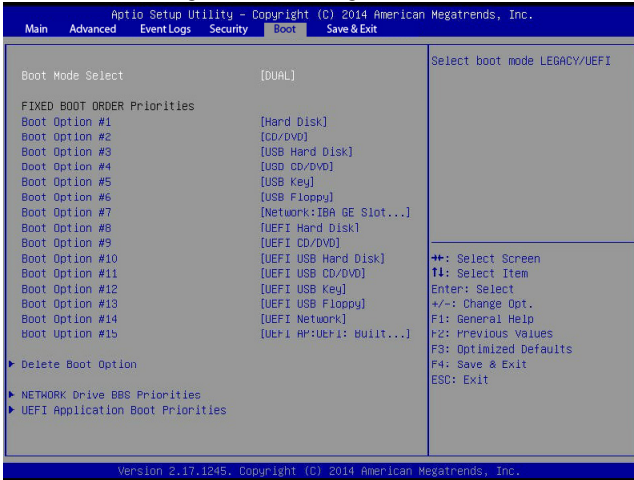 Aptio Setup Utility – Copyright (C) 2014 American Megatrends, Inc.
Main Advanced Event Logs Security Boot Save & Exit
Boot Mode Select [DUAL]
FIXED BOOT ORDER Priorities
Boot Option #1 [Hard Disk]
Boot Option #2 [CD/DVD]
Boot Option #3 [USB Hard Disk]
Boot Option #4 [USB CD/DVD]
Boot Option #5 [USB Key]
Boot Option #6 [USB Floppy]
Boot Option #7 [Network:IBA GE Slot...]
Boot Option #8 [UEFI Hard Disk]
Boot Option #9 [UEFI CD/DVD]
Boot Option #10 [UEFI USB Hard Disk]
Boot Option #11 [UEFI USB CD/DVD]
Boot Option #12 [UEFI USB Key]
Boot Option #13 [UEFI USB Floppy]
Boot Option #14 [UEFI Network]
Boot Option #15 [UEFI AP:UEFI: Built...]
Delete Boot Option
NETWORK Drive BBS Priorities
UEFI Application Boot Priorities
Select boot mode LEGACY/UEFI
→←: Select Screen
↑↓: Select Item
Enter: Select
+/-: Change Opt.
F1: General Help
F2: Previous Values
F3: Optimized Defaults
F4: Save & Exit
ESC: Exit
Version 2.17.1245. Copyright (C) 2014 American Megatrends, Inc.